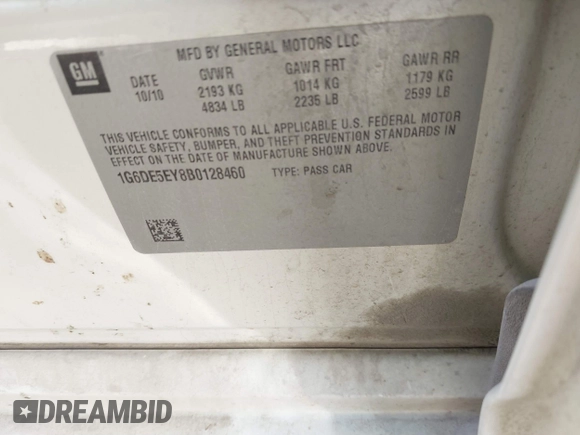 GM
MFD BY GENERAL MOTORS LLC
DATE GVWR GAWR FRT GAWR RR
10/10 2193 KG 1014 KG 1179 KG
4834 LB 2235 LB 2599 LB
THIS VEHICLE CONFORMS TO ALL APPLICABLE U.S. FEDERAL MOTOR
VEHICLE SAFETY, BUMPER, AND THEFT PREVENTION STANDARDS IN
EFFECT ON THE DATE OF MANUFACTURE SHOWN ABOVE.
1G6DE5EY8B0128460 TYPE: PASS CAR
DREAMBID